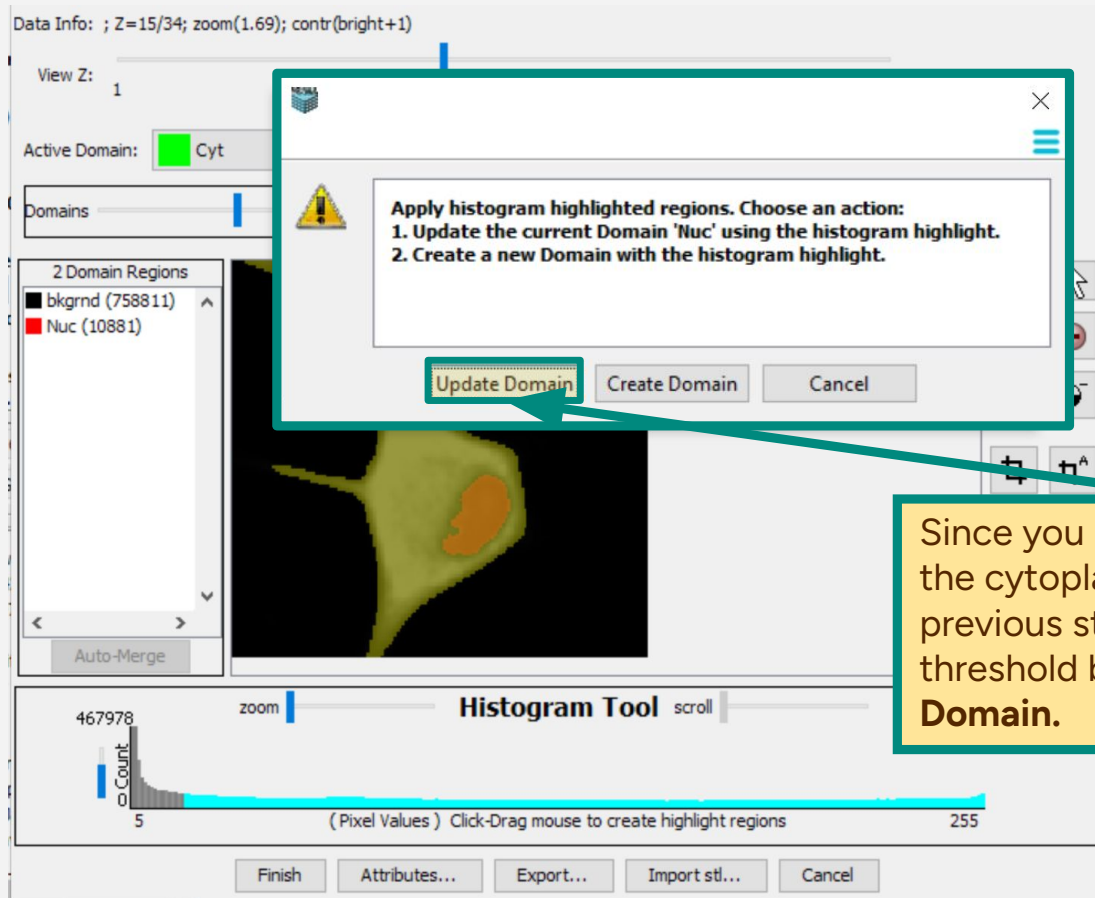 Data Info: ; Z=15/34; zoom(1.69); contr(bright+1)
View Z:
1
Active Domain: Cyt
Domains
Apply histogram highlighted regions. Choose an action:
1. Update the current Domain 'Nuc' using the histogram highlight.
2. Create a new Domain with the histogram highlight.
Update Domain Create Domain Cancel
2 Domain Regions
bkgrnd (758811)
Nuc (10881)
Auto-Merge
Since you
the cytopla
previous st
threshold b
Domain.
zoom Histogram Tool scroll
467978
Count
0
5 (Pixel Values) Click-Drag mouse to create highlight regions 255
Finish Attributes... Export... Import stl... Cancel